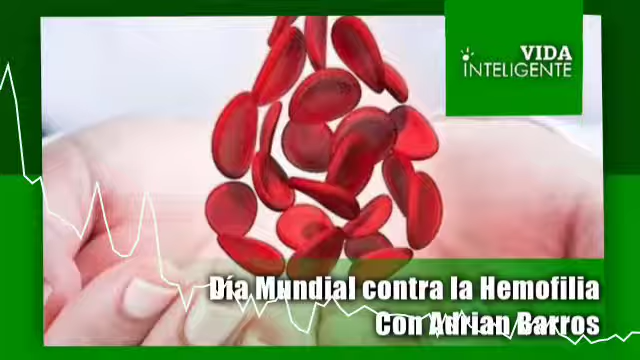 VIDA
INTELIGENTE
Día Mundial contra la Hemofilia
Con Adrian Barros